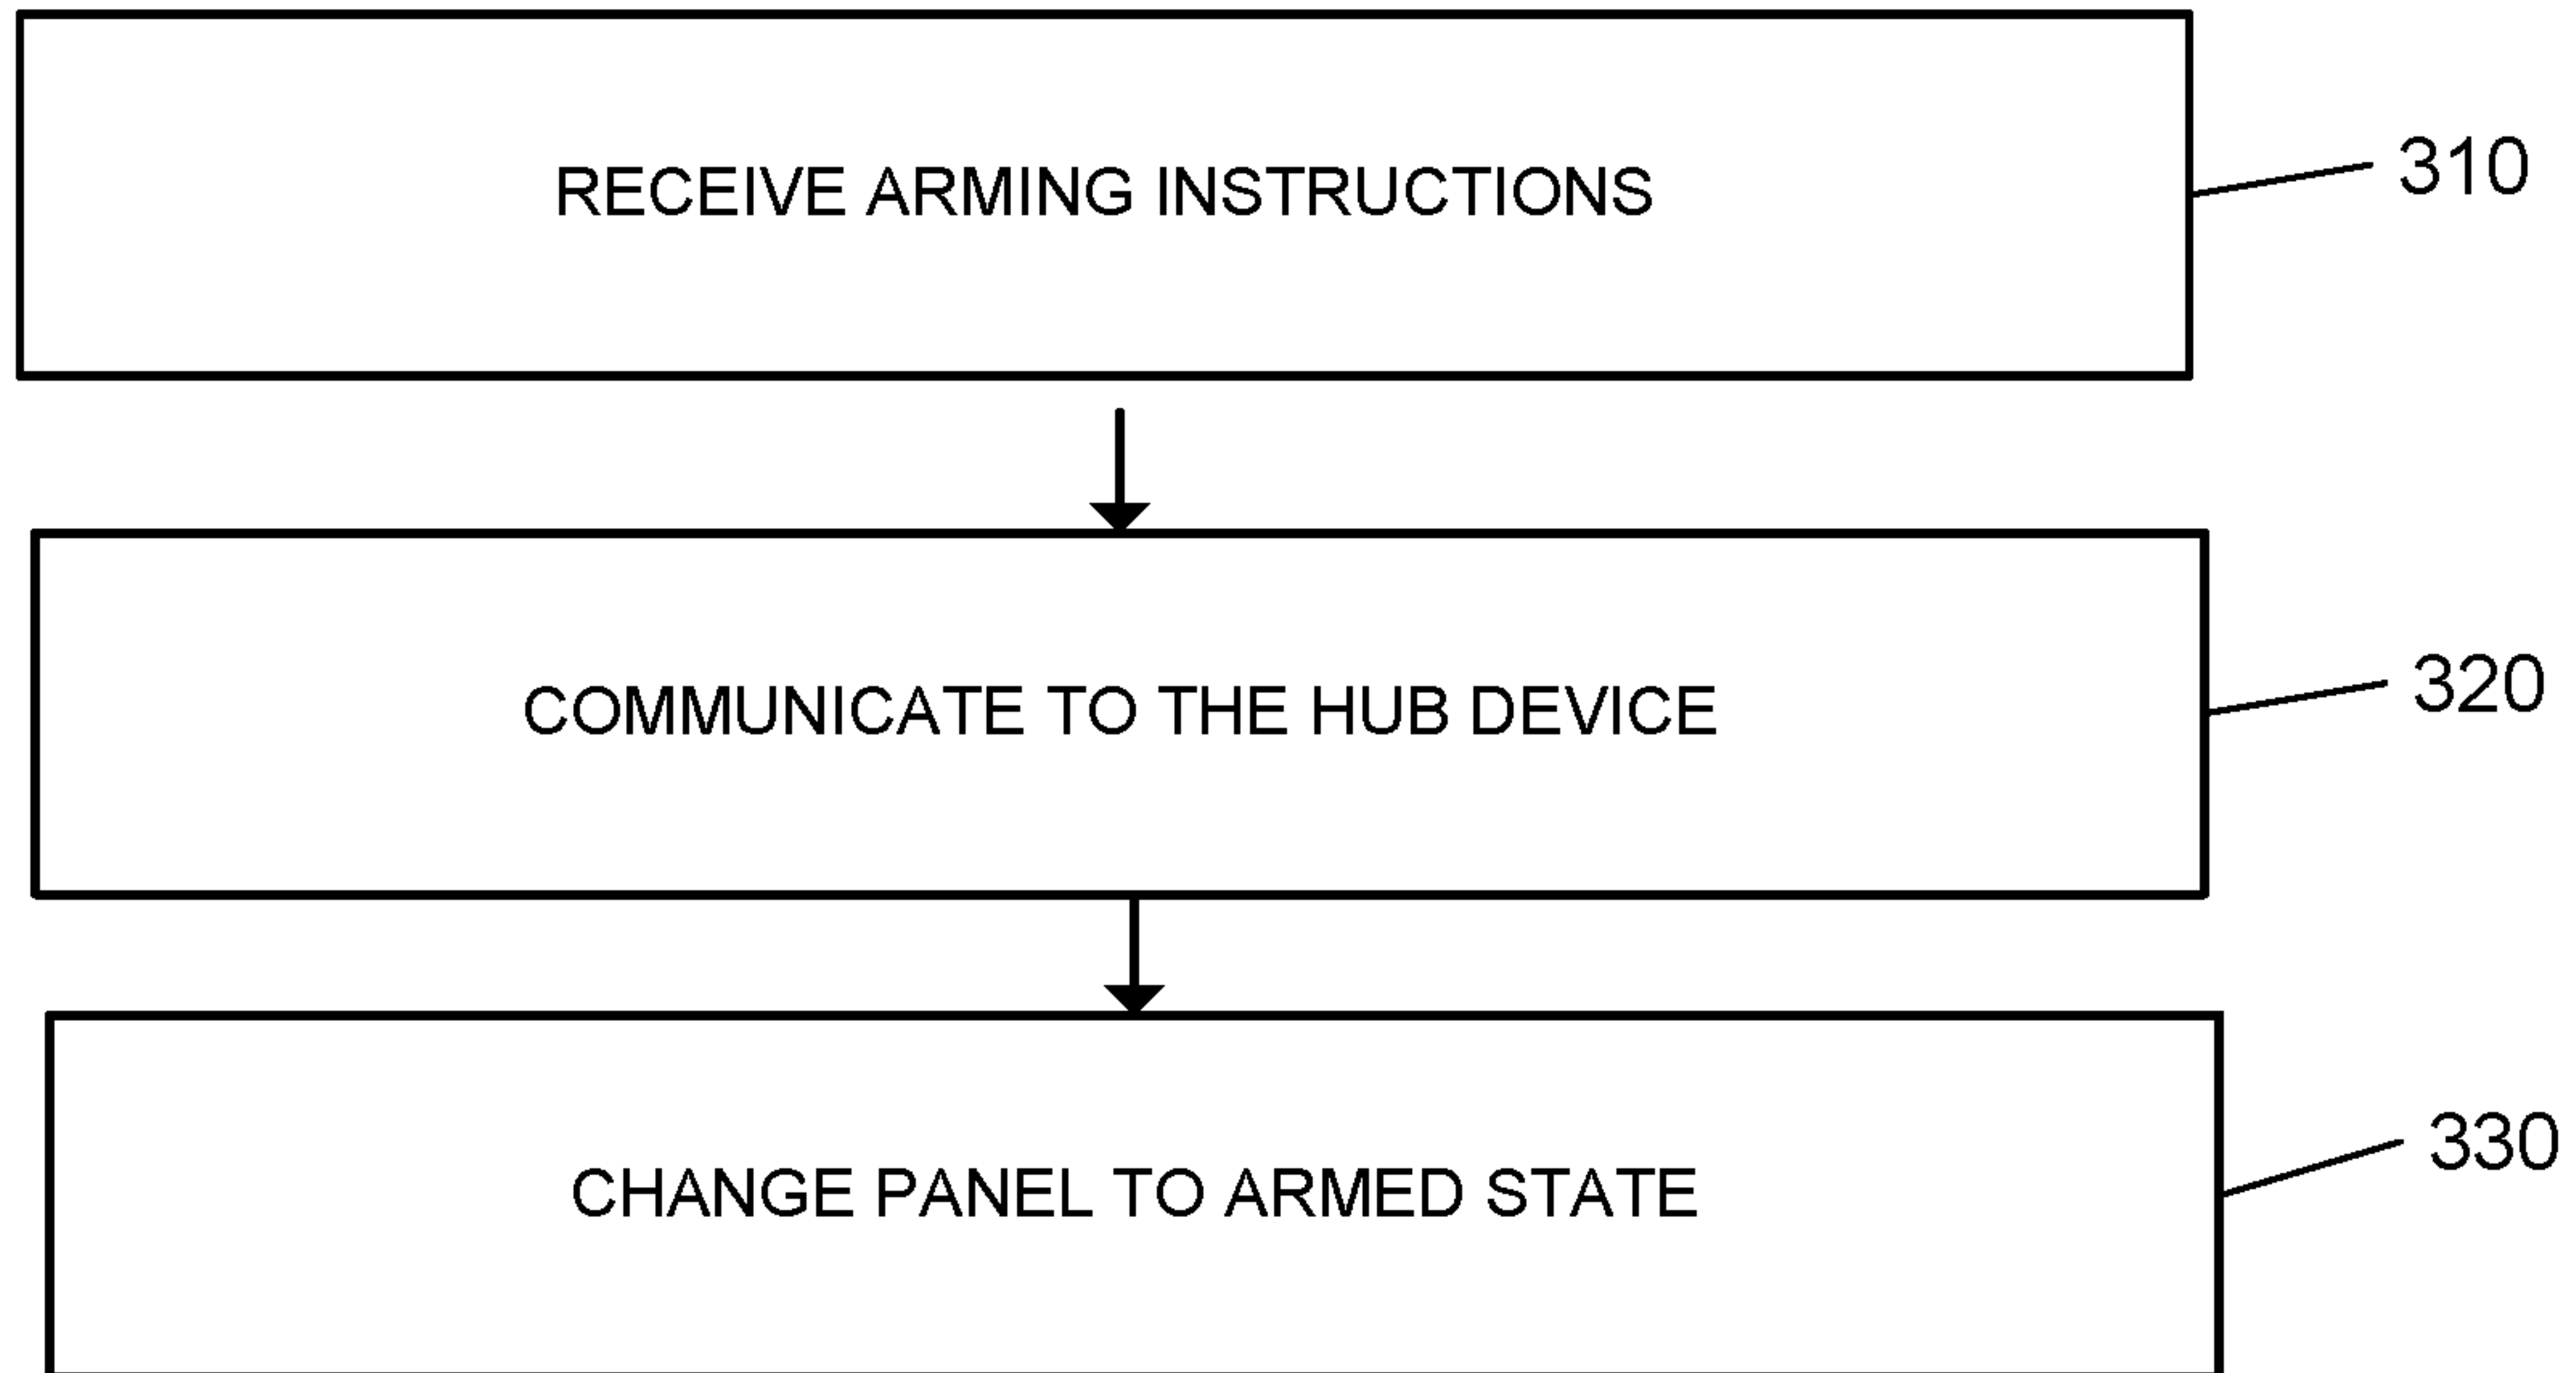 RECEIVE ARMING INSTRUCTIONS
310
COMMUNICATE TO THE HUB DEVICE
320
CHANGE PANEL TO ARMED STATE
330